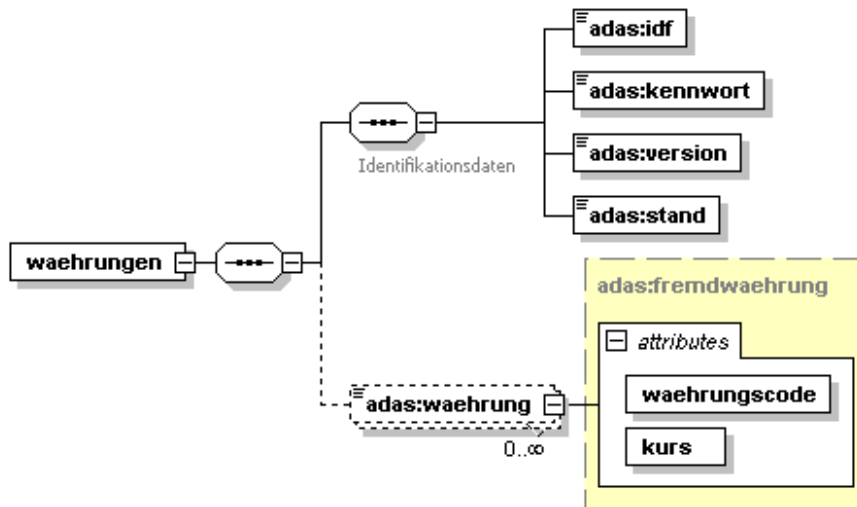 adas:idf
adas:kennwort
Identifikationsdaten
adas:version
adas:stand
waehrungen
adas:fremdwaehrung
attributes
adas:waehrung
waehrungscode
0..∞
kurs